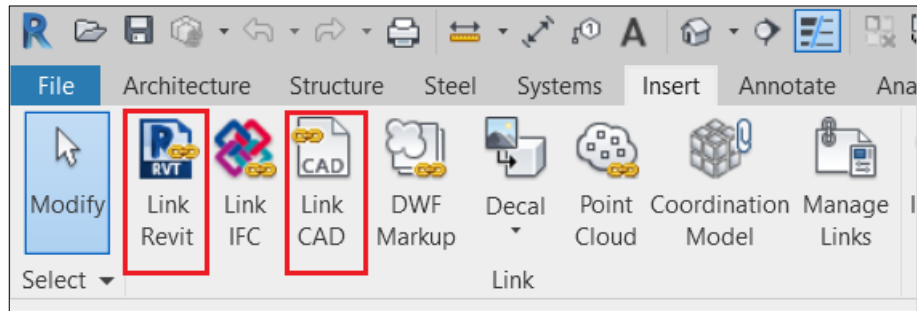 R A
File Architecture Structure Steel Systems Insert Annotate Ana
R
RVT CAD
Modify Link Link Link DWF Decal Point Coordination Manage
Revit IFC CAD Markup Cloud Model Links
Select Link